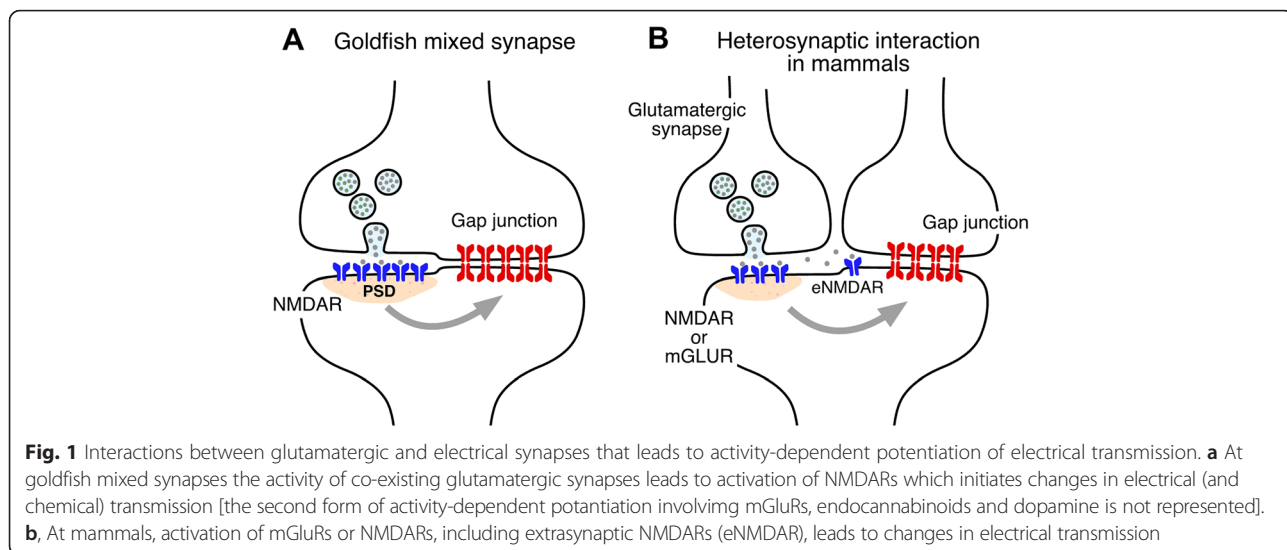 A Goldfish mixed synapse
B Heterosynaptic interaction
in mammals
Gap junction
NMDAR
PSD
Glutamatergic
synapse
Gap junction
eNMDAR
NMDAR
or
mGLUR
Fig. 1 Interactions between glutamatergic and electrical synapses that leads to activity-dependent potentiation of electrical transmission. a At
goldfish mixed synapses the activity of co-existing glutamatergic synapses leads to activation of NMDARs which initiates changes in electrical (and
chemical) transmission [the second form of activity-dependent potantiation involvimg mGluRs, endocannabinoids and dopamine is not represented].
b, At mammals, activation of mGluRs or NMDARs, including extrasynaptic NMDARs (eNMDAR), leads to changes in electrical transmission